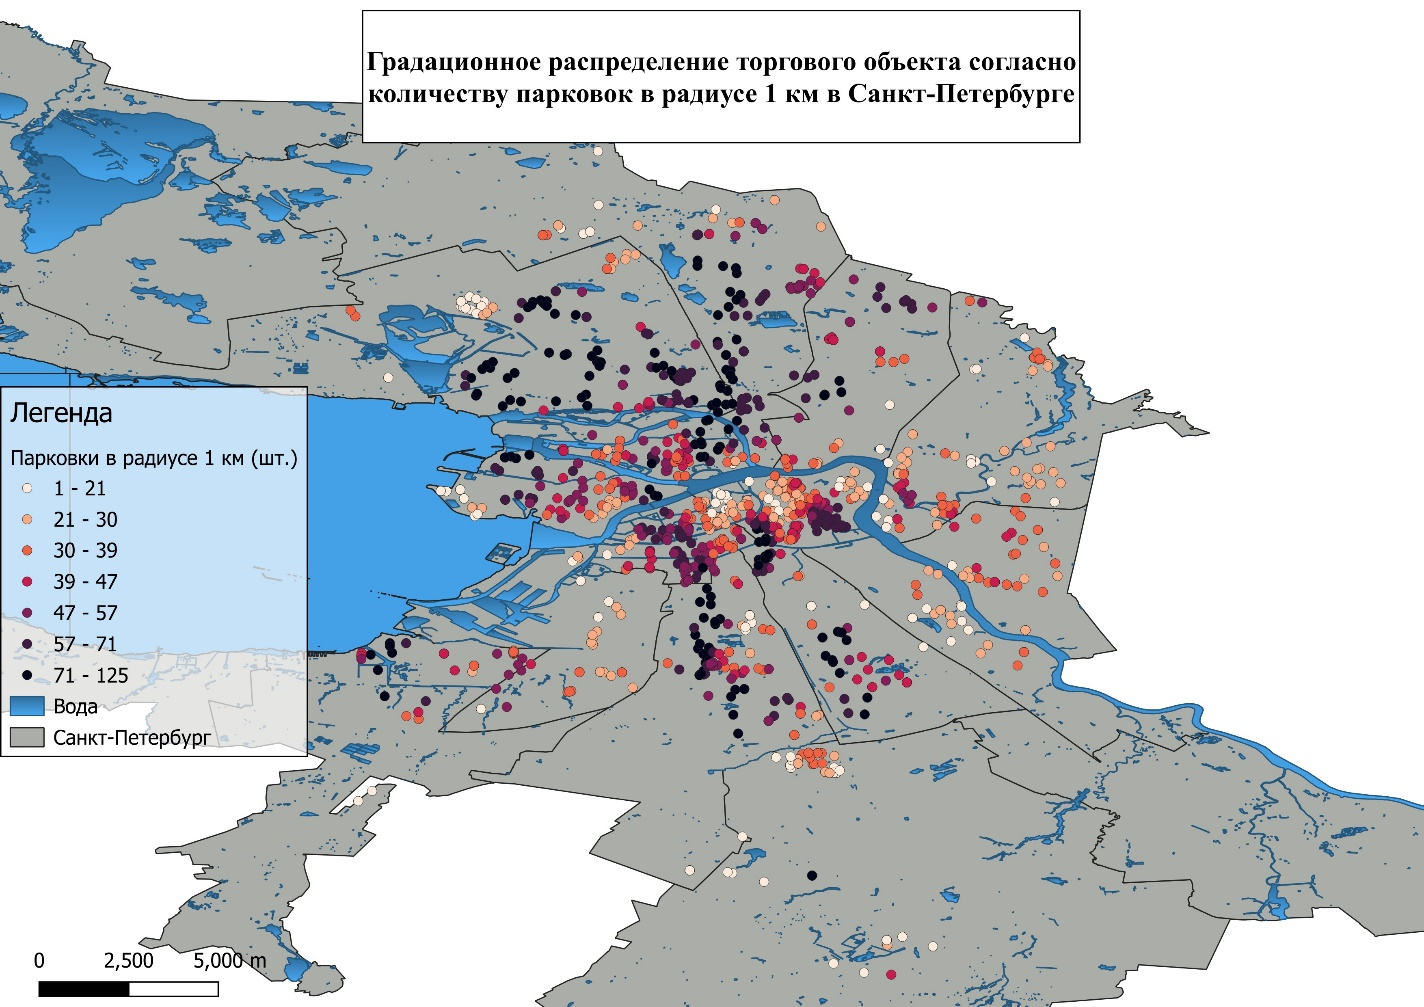 Градационное распределение торгового объекта согласно
количеству парковок в радиусе 1 км в Санкт-Петербурге
Легенда
Парковки в радиусе 1 км (шт.)
1 - 21
21 - 30
30 - 39
39 - 47
47 - 57
57 - 71
71 - 125
Вода
Санкт-Петербург
0 2,500 5,000 m